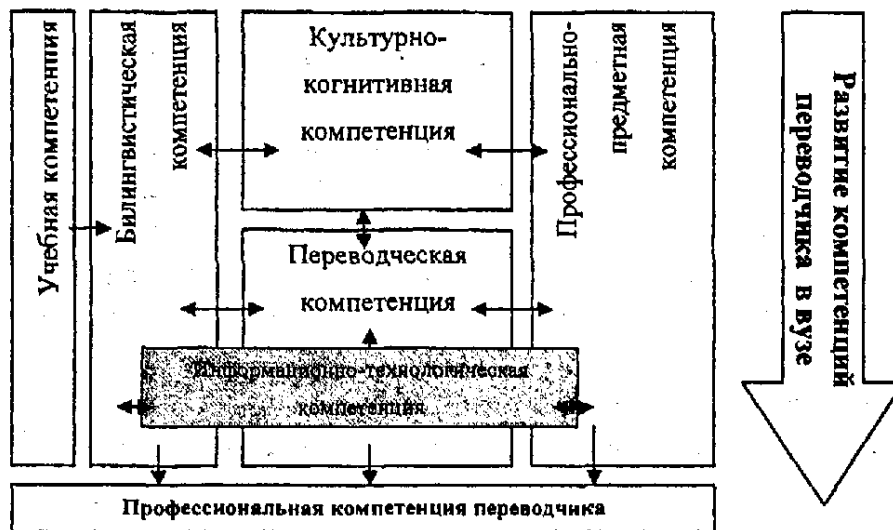 Учебная компетенция
Билингвистическая
компетенция
Культурно-
когнитивная
компетенция
Профессионально-
предметная
компетенция
Переводческая
компетенция
Информационно-технологическая
компетенция
Профессиональная компетенция переводчика
Развитие компетенций
переводчика в вузе